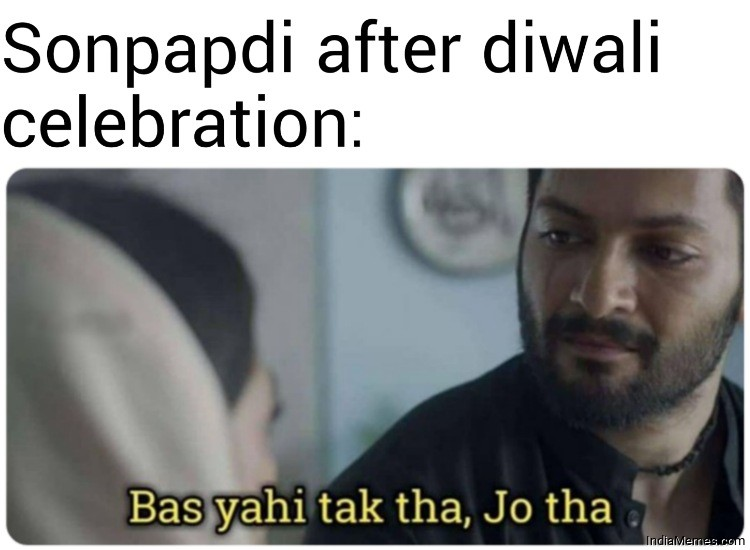 Sonpapdi after diwali
celebration:
Bas yahi tak tha, Jo tha
IndiaMemes.com